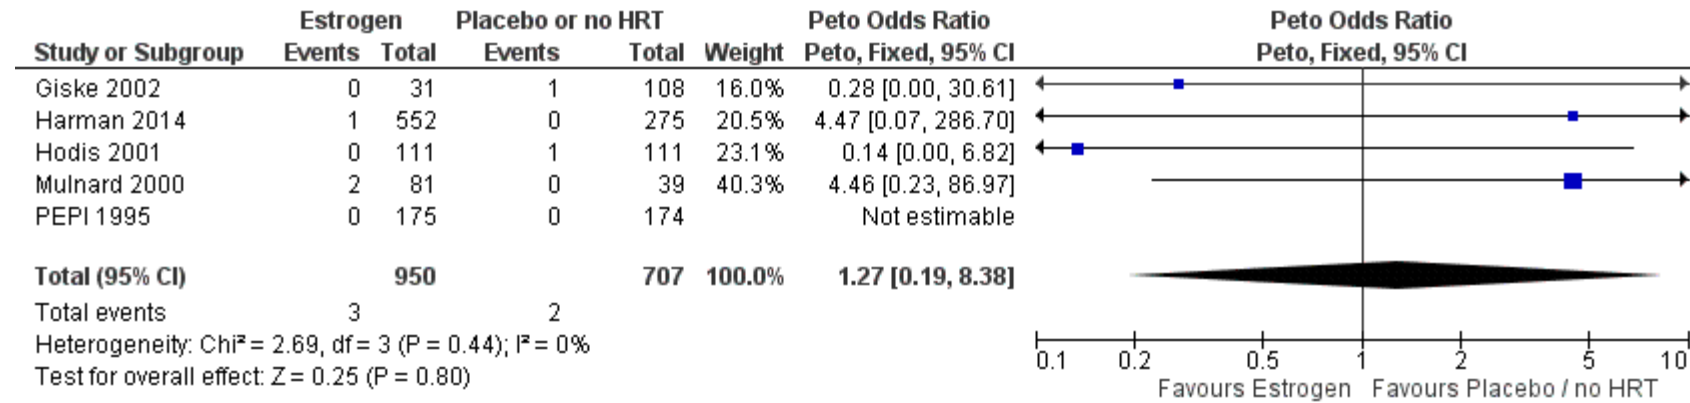 Estrogen Placebo or no HRT Peto Odds Ratio Peto Odds Ratio
Study or Subgroup Events Total Events Total Weight Peto, Fixed, 95% CI Peto, Fixed, 95% CI
Giske 2002 0 31 1 108 16.0% 0.28 [0.00, 30.61]
Harman 2014 1 552 0 275 20.5% 4.47 [0.07, 286.70]
Hodis 2001 0 111 1 111 23.1% 0.14 [0.00, 6.82]
Mulnard 2000 2 81 0 39 40.3% 4.46 [0.23, 86.97]
PEPI 1995 0 175 0 174 Not estimable
Total (95% CI) 950 707 100.0% 1.27 [0.19, 8.38]
Total events 3 2
Heterogeneity: Chi² = 2.69, df = 3 (P = 0.44); I² = 0%
Test for overall effect: Z = 0.25 (P = 0.80)
0.1 0.2 0.5 1 2 5 10
Favours Estrogen Favours Placebo / no HRT